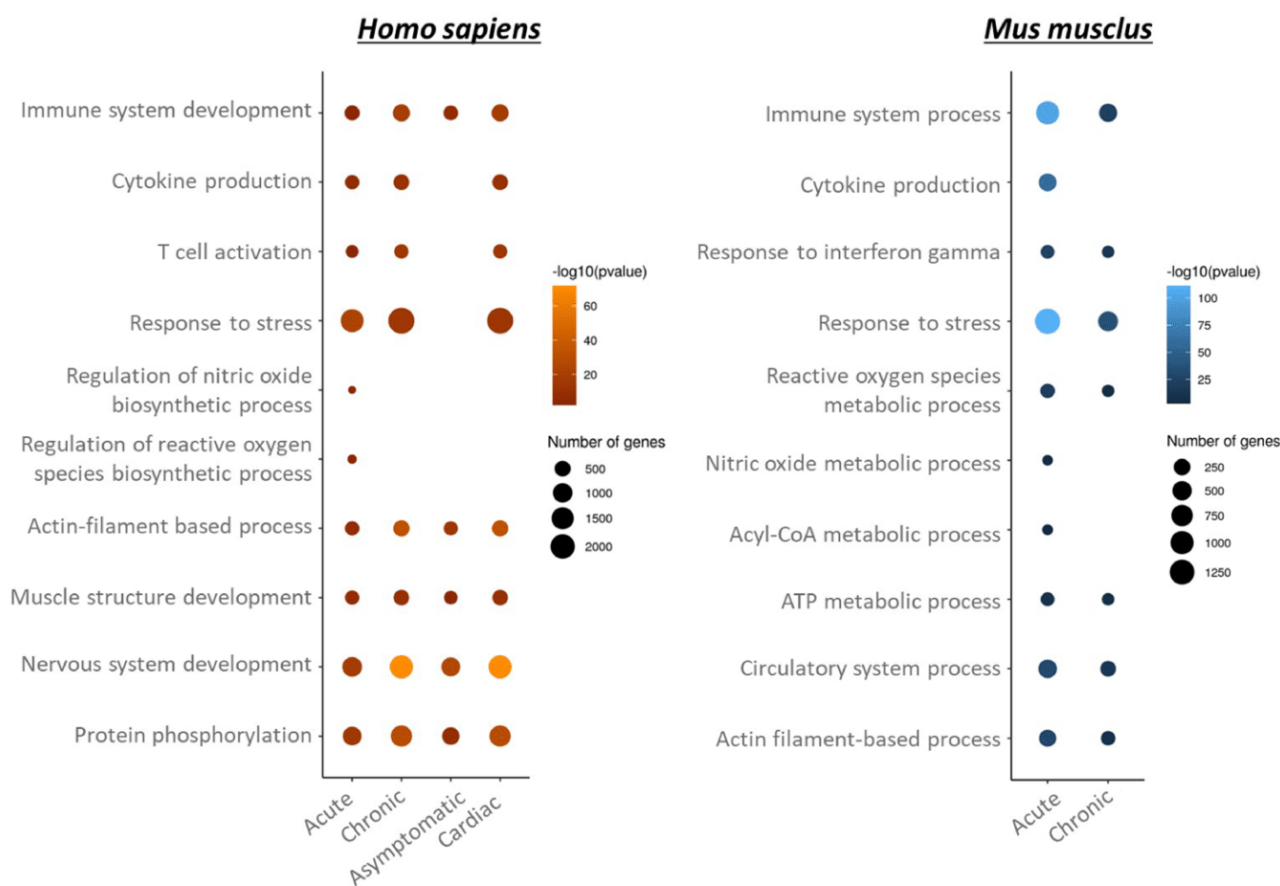 Homo sapiens
Immune system development
Cytokine production
T cell activation
Response to stress
Regulation of nitric oxide
biosynthetic process
Regulation of reactive oxygen
species biosynthetic process
Actin-filament based process
Muscle structure development
Nervous system development
Protein phosphorylation
Acute
Chronic
Asymptomatic
Cardiac
-log10(pvalue)
60
40
20
Number of genes
500
1000
1500
2000
Mus musclus
Immune system process
Cytokine production
Response to interferon gamma
Response to stress
Reactive oxygen species
metabolic process
Nitric oxide metabolic process
Acyl-CoA metabolic process
ATP metabolic process
Circulatory system process
Actin filament-based process
Acute
Chronic
-log10(pvalue)
100
75
50
25
Number of genes
250
500
750
1000
1250